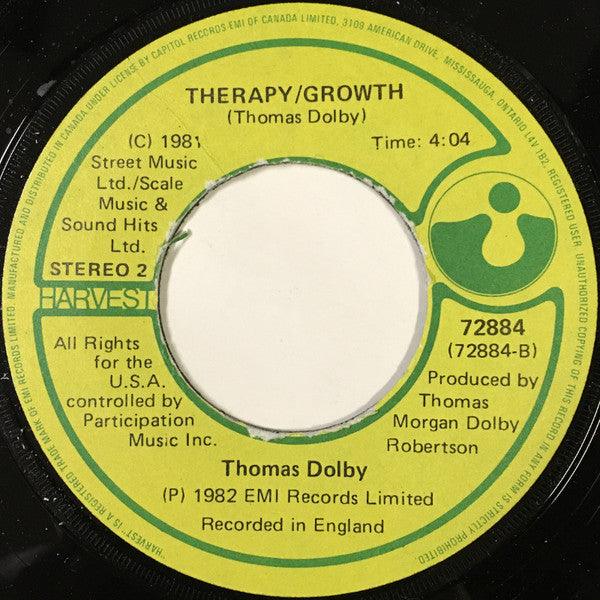 MANUFACTURED AND DISTRIBUTED IN CANADA UNDER LICENSE BY CAPITOL RECORDS EMI OF CANADA LIMITED, 3109 AMERICAN DRIVE, MISSISSAUGA, ONTARIO L4V 1B2, REGISTERED USER. UNAUTHORIZED COPYING OF THIS RECORD IN ANY FORM IS STRICTLY PROHIBITED.
"HARVEST" IS A REGISTERED TRADE MARK OF EMI RECORDS LIMITED.
THERAPY/GROWTH
(Thomas Dolby)
(C) 1981
Street Music
Ltd./Scale
Music &
Sound Hits
Ltd.
STEREO 2
Time: 4:04
HARVEST
72884
(72884-B)
All Rights
for the
U.S.A.
controlled by
Participation
Music Inc.
Produced by
Thomas
Morgan Dolby
Robertson
Thomas Dolby
(P) 1982 EMI Records Limited
Recorded in England